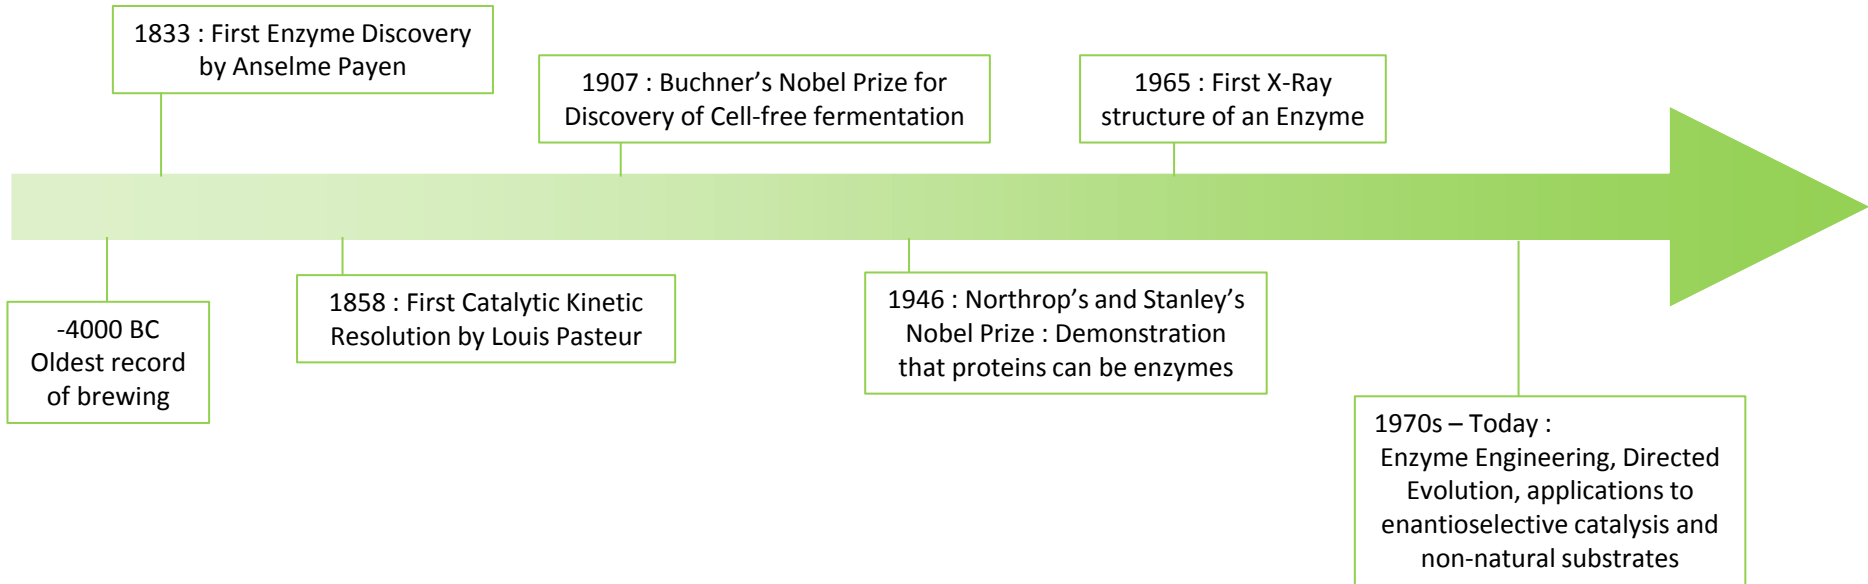 1833 : First Enzyme Discovery
by Anselme Payen
1907 : Buchner’s Nobel Prize for
Discovery of Cell-free fermentation
1965 : First X-Ray
structure of an Enzyme
-4000 BC
Oldest record
of brewing
1858 : First Catalytic Kinetic
Resolution by Louis Pasteur
1946 : Northrop’s and Stanley’s
Nobel Prize : Demonstration
that proteins can be enzymes
1970s – Today :
Enzyme Engineering, Directed
Evolution, applications to
enantioselective catalysis and
non-natural substrates